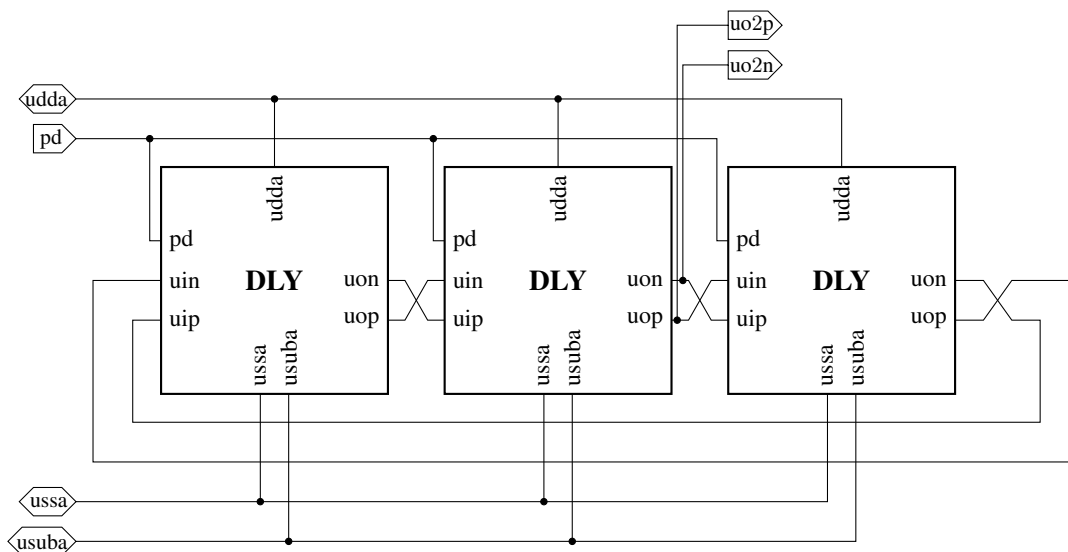 uo2p
uo2n
udda
pd
udda
udda
udda
pd
pd
pd
uin DLY uon
uin DLY uon
uin DLY uon
uip uop
uip uop
uip uop
ussa
usuba
ussa
usuba
ussa
usuba
ussa
usuba